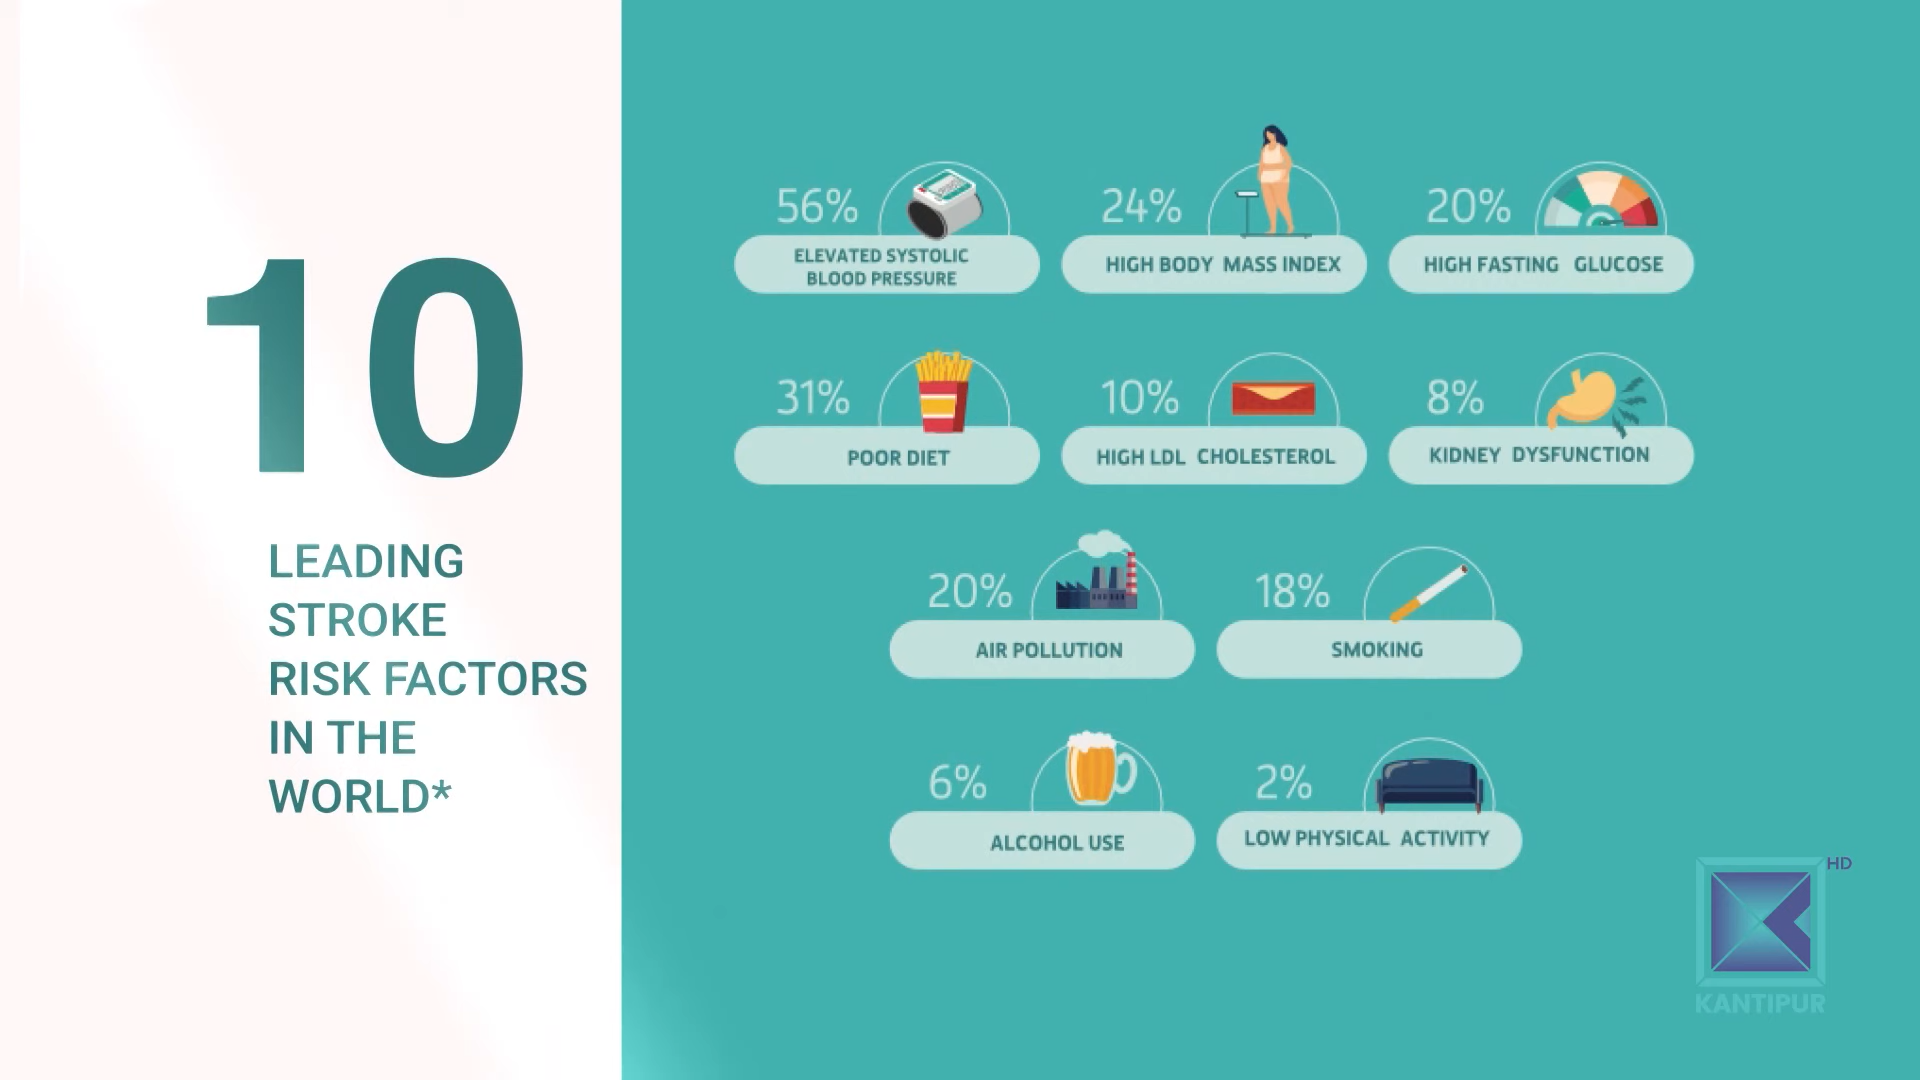 10
LEADING
STROKE
RISK FACTORS
IN THE
WORLD*
56%
ELEVATED SYSTOLIC
BLOOD PRESSURE
24%
HIGH BODY MASS INDEX
20%
HIGH FASTING GLUCOSE
31%
POOR DIET
10%
HIGH LDL CHOLESTEROL
8%
KIDNEY DYSFUNCTION
20%
AIR POLLUTION
18%
SMOKING
6%
ALCOHOL USE
2%
LOW PHYSICAL ACTIVITY
HD
KANTIPUR